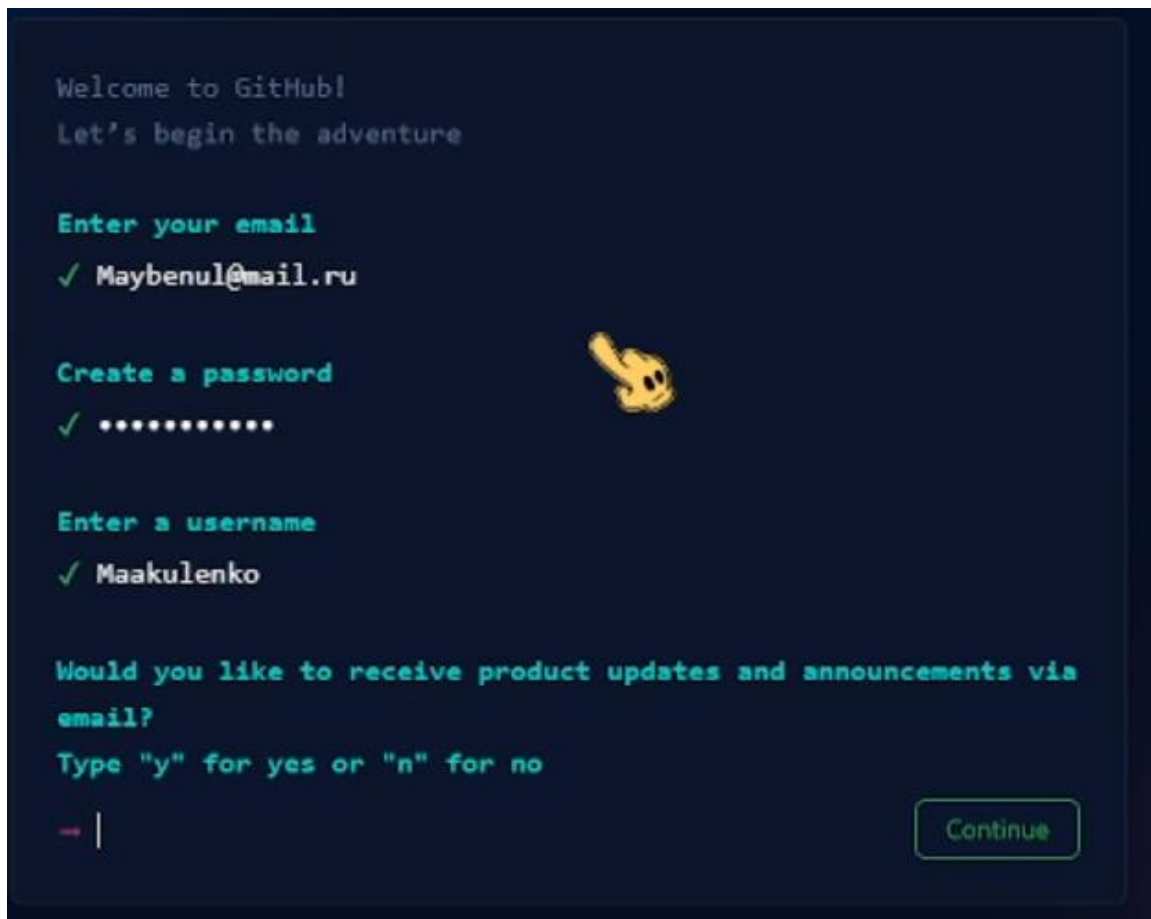 Welcome to GitHub!
Let’s begin the adventure
Enter your email
✓ Maybenul@mail.ru
Create a password
✓ •••••••••••
Enter a username
✓ Maakulenko
Would you like to receive product updates and announcements via
email?
Type "y" for yes or "n" for no
→
Continue